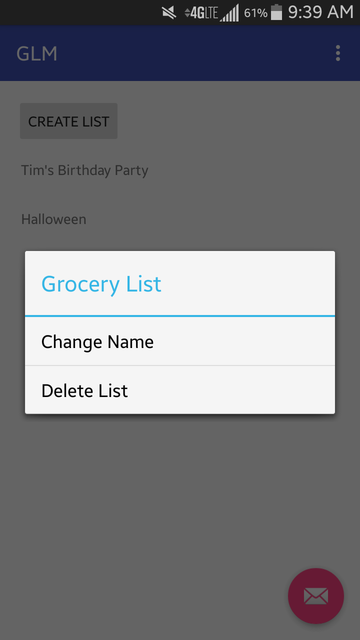 4G LTE 61% 9:39 AM
GLM
CREATE LIST
Tim's Birthday Party
Halloween
Grocery List
Change Name
Delete List